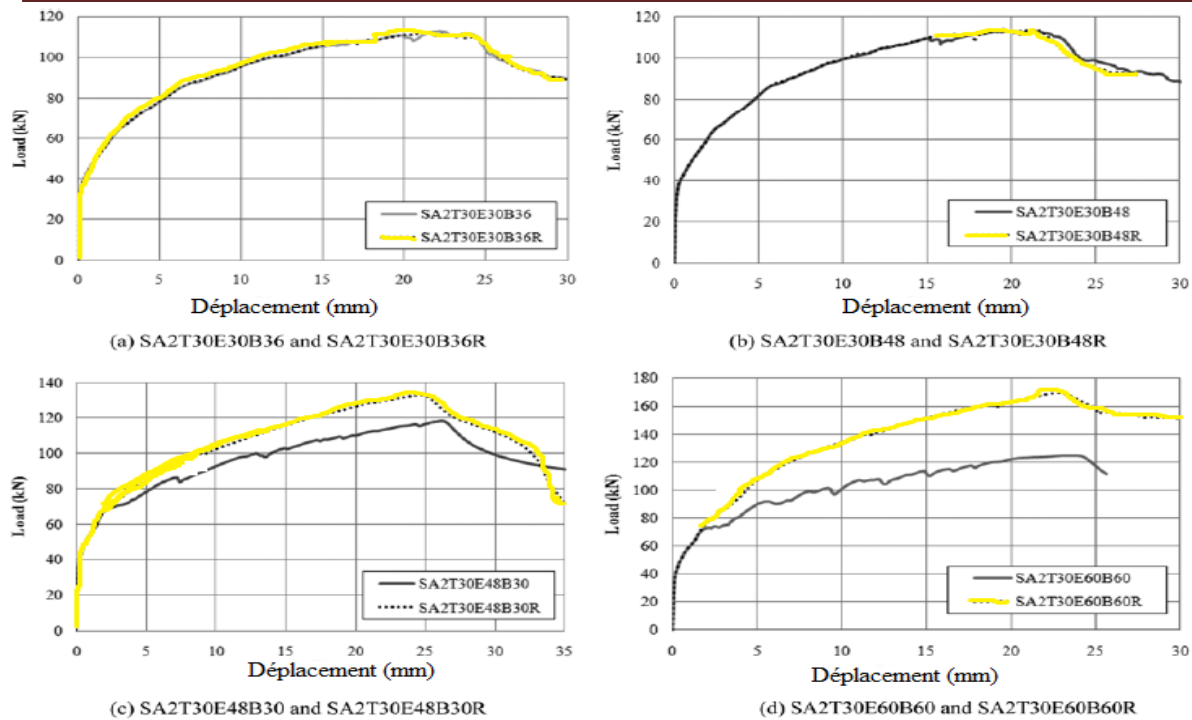 120
100
80
60
40
20
0
Load (kN)
SA2T30E30B36
SA2T30E30B36R
0 5 10 15 20 25 30
Déplacement (mm)
(a) SA2T30E30B36 and SA2T30E30B36R
120
100
80
60
40
20
0
Load (kN)
SA2T30E30B48
SA2T30E30B48R
0 5 10 15 20 25 30
Déplacement (mm)
(b) SA2T30E30B48 and SA2T30E30B48R
140
120
100
80
60
40
20
0
Load (kN)
SA2T30E48B30
SA2T30E48B30R
0 5 10 15 20 25 30 35
Déplacement (mm)
(c) SA2T30E48B30 and SA2T30E48B30R
180
160
140
120
100
80
60
40
20
0
Load (kN)
SA2T30E60B60
SA2T30E60B60R
0 5 10 15 20 25 30
Déplacement (mm)
(d) SA2T30E60B60 and SA2T30E60B60R